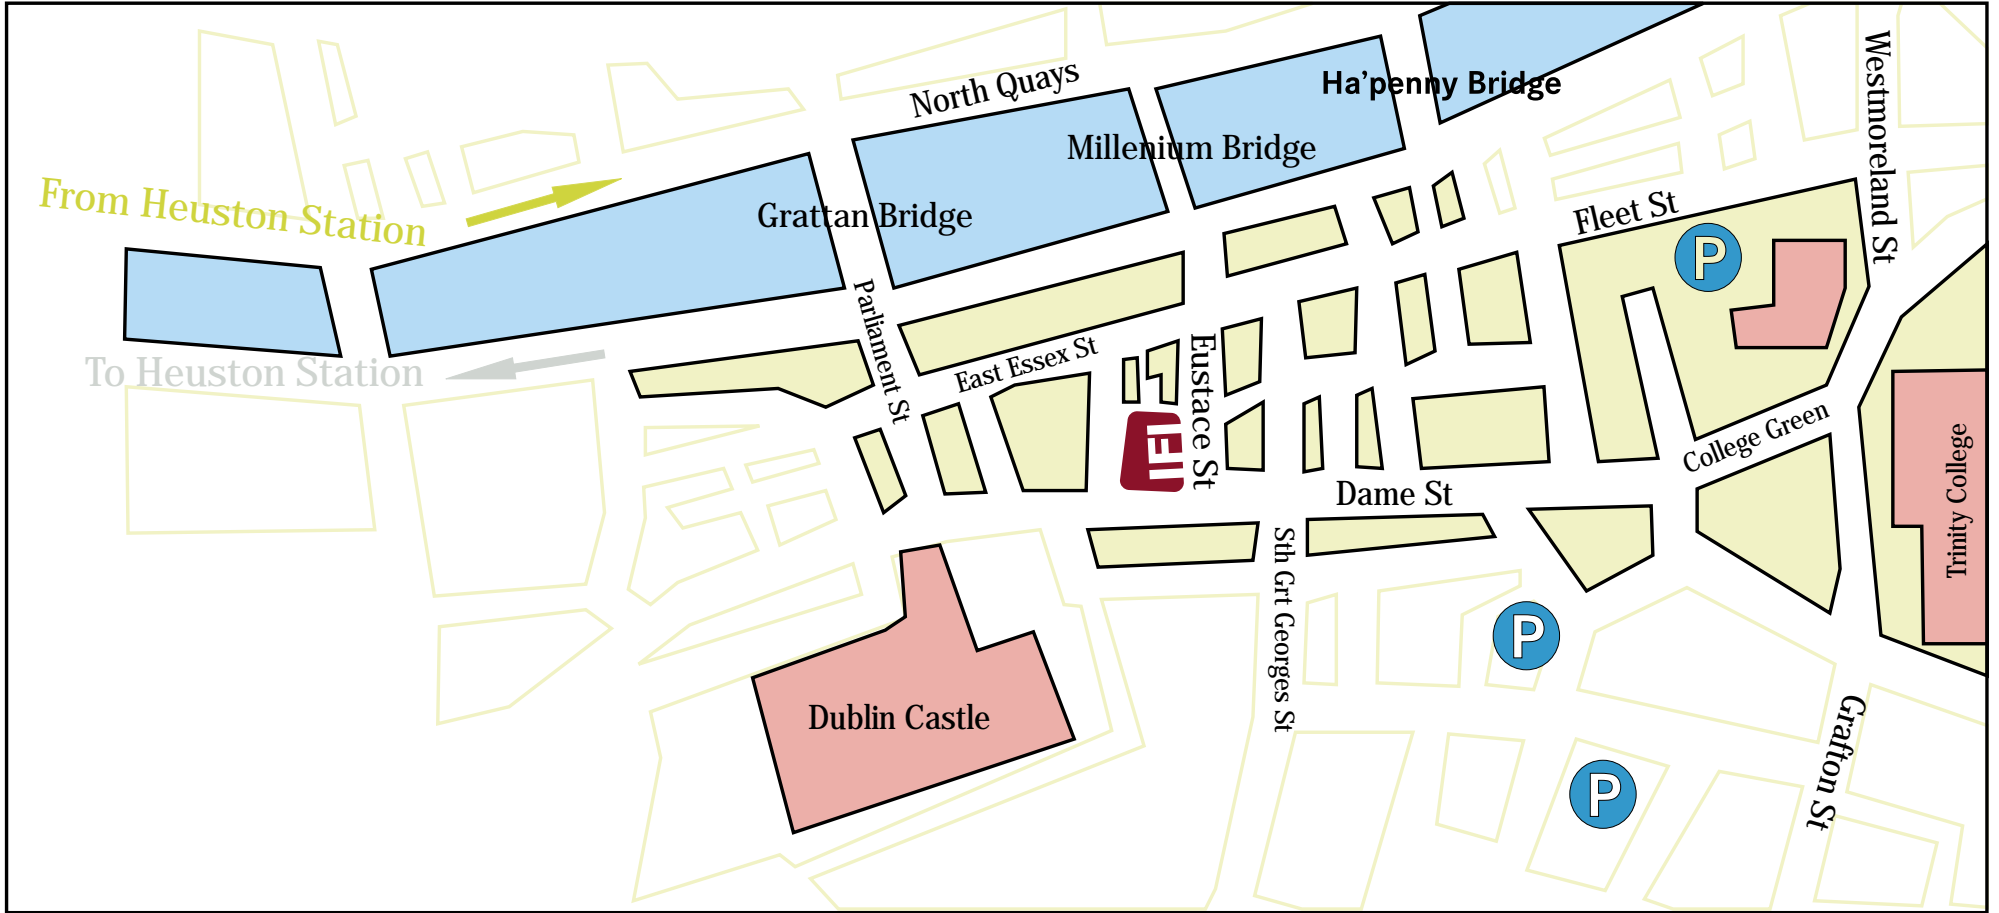 North Quays
Ha'penny Bridge
Westmoreland St
Millenium Bridge
From Heuston Station
Grattan Bridge
Fleet St
P
Parliament St
To Heuston Station
East Essex St
Eustace St
IFI
College Green
Trinity College
Dame St
Sth Grt Georges St
P
Dublin Castle
Grafton St
P